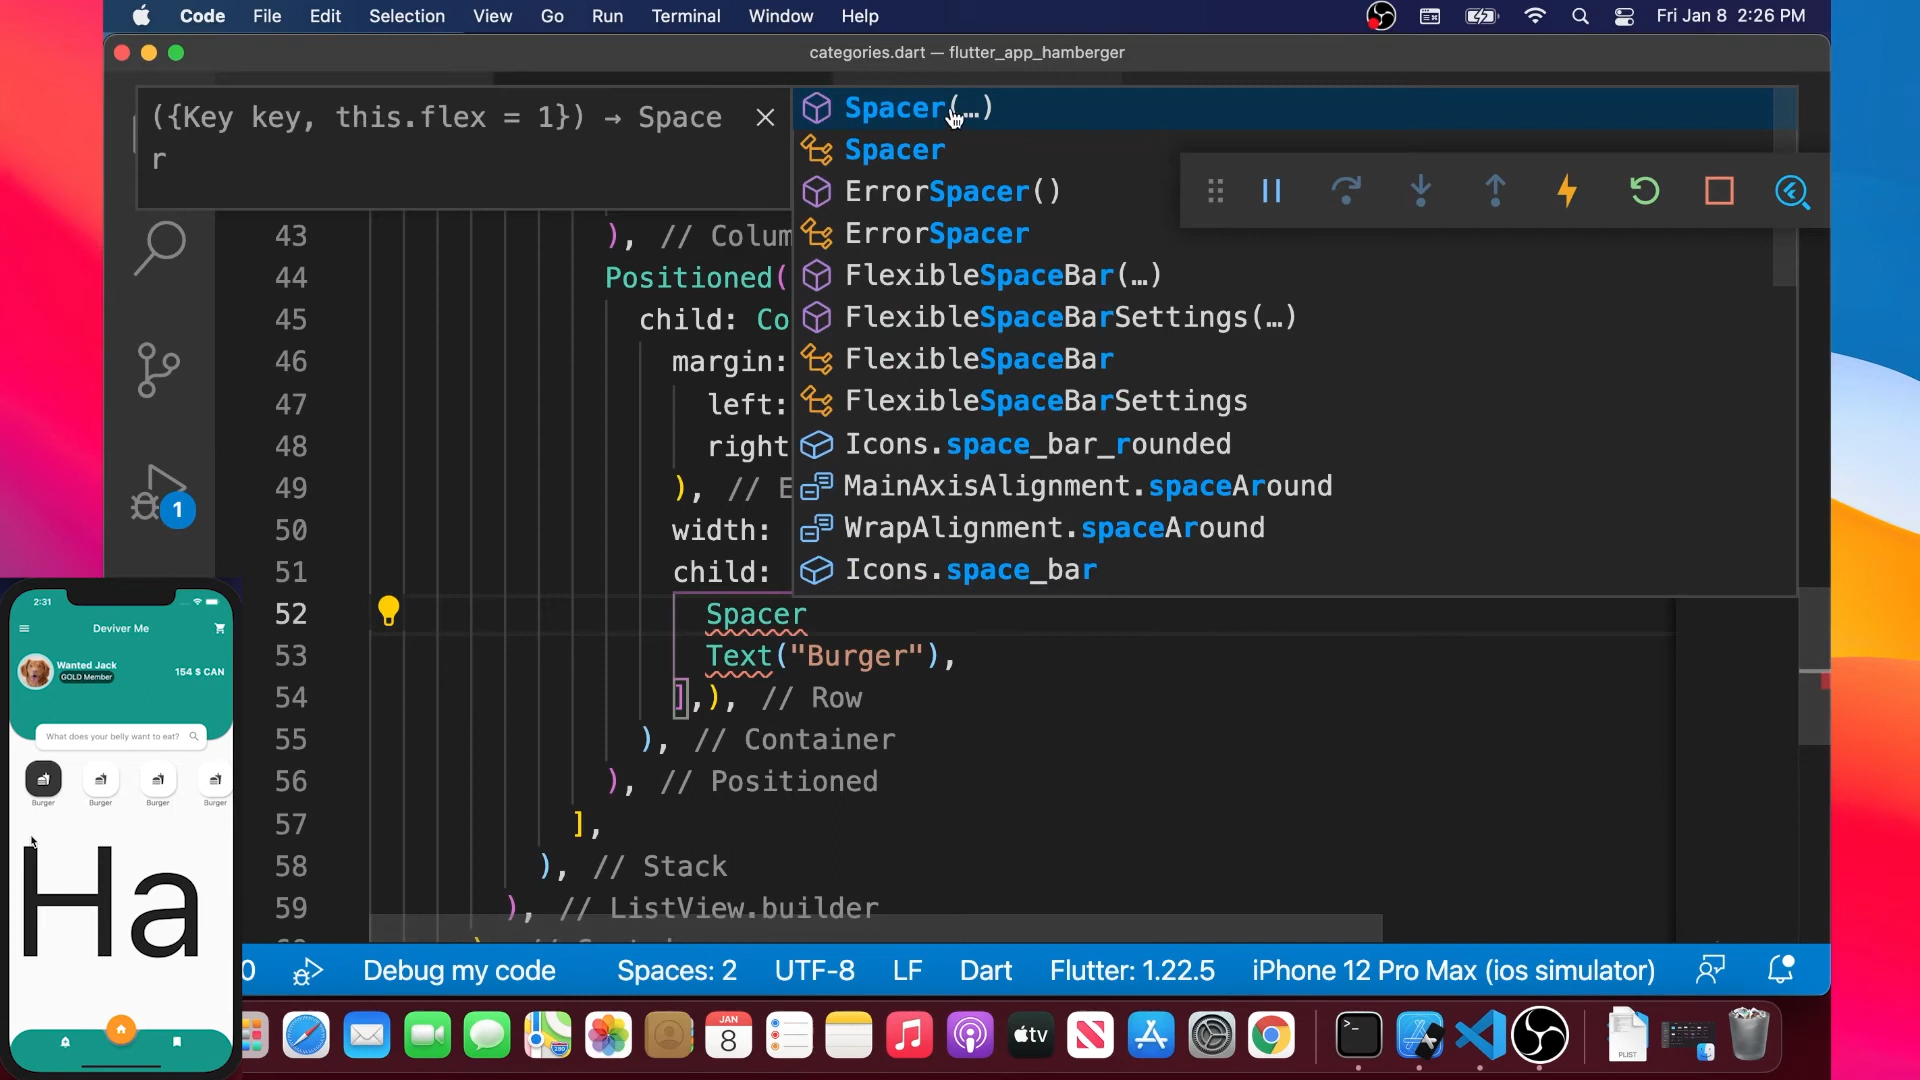 Code File Edit Selection View Go Run Terminal Window Help Fri Jan 8 2:26 PM
categories.dart — flutter_app_hamberger
({Key key, this.flex = 1}) → Space
r
Spacer(…)
Spacer
ErrorSpacer()
ErrorSpacer
FlexibleSpaceBar(…)
FlexibleSpaceBarSettings(…)
FlexibleSpaceBar
FlexibleSpaceBarSettings
Icons.space_bar_rounded
MainAxisAlignment.spaceAround
WrapAlignment.spaceAround
Icons.space_bar
43 ), // Colum
44 Positioned(
45 child: Co
46 margin:
47 left:
48 right
49 ), // E
50 width:
51 child:
52 Spacer
53 Text("Burger"),
54 ],), // Row
55 ), // Container
56 ), // Positioned
57 ],
58 ), // Stack
59 ), // ListView.builder
1
2:31
Deviver Me
Wanted Jack
GOLD Member
154 $ CAN
What does your belly want to eat?
Burger Burger Burger Burger
Ha
0 Debug my code Spaces: 2 UTF-8 LF Dart Flutter: 1.22.5 iPhone 12 Pro Max (ios simulator)
JAN
8
tv
PLIST